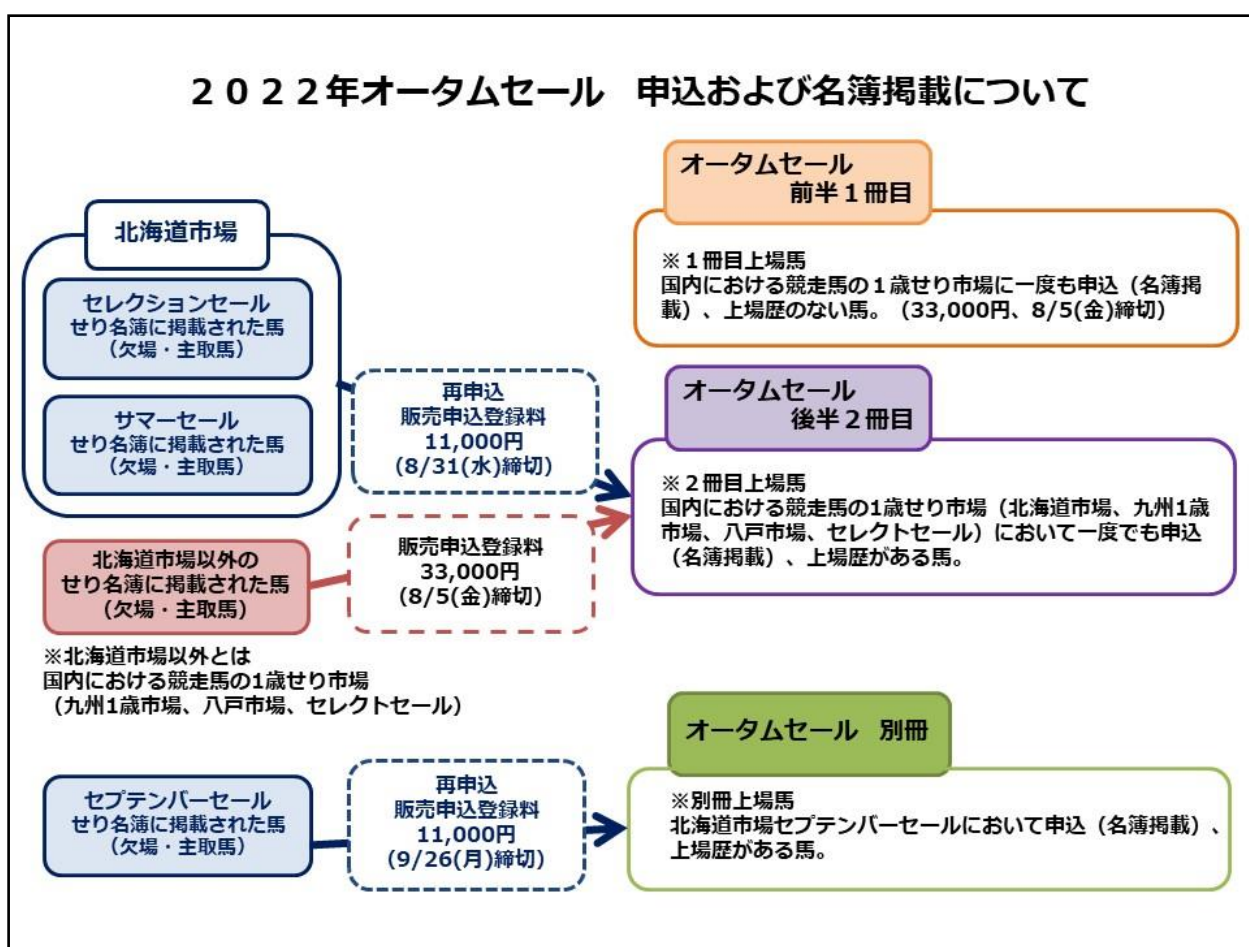 ２０２２年オータムセール　申込および名簿掲載について
北海道市場
セレクションセール
せり名簿に掲載された馬
（欠場・主取馬）
サマーセール
せり名簿に掲載された馬
（欠場・主取馬）
再申込
販売申込登録料
11,000円
(8/31(水)締切)
北海道市場以外の
せり名簿に掲載された馬
（欠場・主取馬）
販売申込登録料
33,000円
(8/5(金)締切)
※北海道市場以外とは
国内における競走馬の1歳せり市場
（九州1歳市場、八戸市場、セレクトセール）
オータムセール
前半１冊目
※１冊目上場馬
国内における競走馬の１歳せり市場に一度も申込（名簿掲
載）、上場歴のない馬。（33,000円、8/5(金)締切）
オータムセール
後半２冊目
※２冊目上場馬
国内における競走馬の1歳せり市場（北海道市場、九州1歳
市場、八戸市場、セレクトセール）において一度でも申込
（名簿掲載）、上場歴がある馬。
セプテンバーセール
せり名簿に掲載された馬
（欠場・主取馬）
再申込
販売申込登録料
11,000円
(9/26(月)締切)
オータムセール　別冊
※別冊上場馬
北海道市場セプテンバーセールにおいて申込（名簿掲載）、
上場歴がある馬。